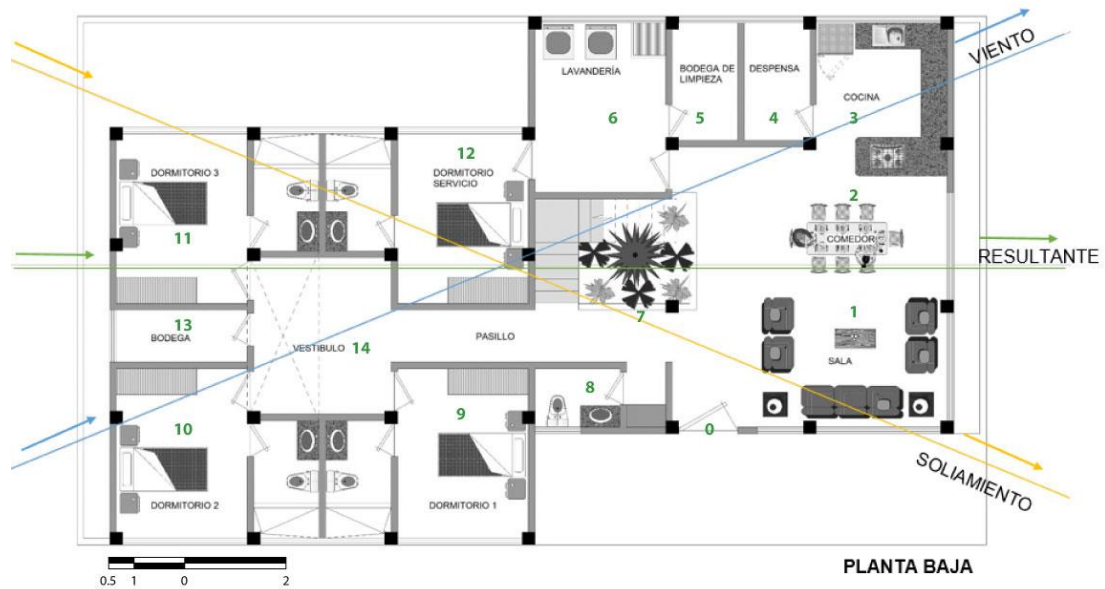 VIENTO
LAVANDERÍA
BODEGA DE
LIMPIEZA
DESPENSA
COCINA
6
5
4
3
12
DORMITORIO 3
DORMITORIO
SERVICIO
2
11
COMEDOR
RESULTANTE
7
1
13
BODEGA
VESTIBULO
14
PASILLO
SALA
8
10
9
0
SOLIAMIENTO
DORMITORIO 2
DORMITORIO 1
PLANTA BAJA
0.5 1 0 2